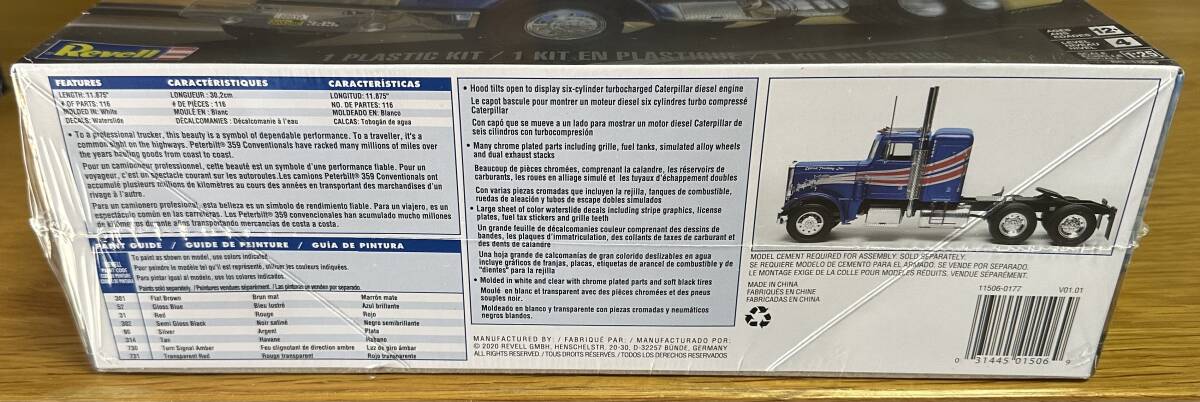 Revell
1 PLASTIC KIT / 1 KIT EN PLASTIQUE
AGES
EDADES 12
LEVEL
NIVEAU
NIVEL 4
FEATURES
LENGTH: 11.875"
# OF PARTS: 116
MOLDED IN: White
DECALS: Waterslide
CARACTÉRISTIQUES
LONGUEUR: 30,2cm
# DE PIÈCES: 116
MOULÉ EN: Blanc
DÉCALCOMANIES: Décalcomanie à l'eau
CARACTERÍSTICAS
LONGITUD: 11.875"
NO. DE PARTES: 116
MOLDEADO EN: Blanco
CALCAS: Tobogán de agua
• To a professional trucker, this beauty is a symbol of dependable performance. To a traveller, it's a
common sight on the highways. Peterbilt® 359 Conventionals have racked many millions of miles over
the years hauling goods from coast to coast.
Pour un camionneur professionnel, cette beauté est un symbole d'une performance fiable. Pour un
voyageur, c'est un spectacle courant sur les autoroutes.Les camions Peterbilt® 359 Conventionals ont
accumulé plusieurs millions de kilomètres au cours des années en transportant des marchandises d'un
rivage à l'autre.
Para un camionero profesional, esta belleza es un símbolo de rendimiento fiable. Para un viajero, es un
espectáculo común en las carreteras. Los Peterbilt® 359 convencionales han acumulado mucho millones
de kilómetros durante años transportando mercancías de costa a costa.
PAINT GUIDE / GUIDE DE PEINTURE / GUÍA DE PINTURA
REVELL
PAINT CODE
To paint as shown on model, use colors indicated.
Pour peindre le modèle tel qu'il est représenté, utiliser les couleurs indiquées.
Para pintar igual al modelo, use los colores indicados.
Paints sold separately. / Peintures vendues séparément. / Las pinturas se venden por separado.
381 Flat Brown Brun mat Marrón mate
52 Gloss Blue Bleu lustré Azul brillante
31 Red Rouge Rojo
302 Semi Gloss Black Noir satiné Negro semibrillante
90 Silver Argent Plata
314 Tan Havane Habano
730 Turn Signal Amber Feu clignotant de direction ambre Luz de giro ámbar
731 Transparent Red Rouge transparent Rojo transparente
• Hood tilts open to display six-cylinder turbocharged Caterpillar diesel engine
Le capot bascule pour montrer un moteur diesel six cylindres turbo compressé
Caterpillar
Con capó que se mueve a un lado para mostrar un motor diesel Caterpillar de
seis cilindros con turbocompresión
• Many chrome plated parts including grille, fuel tanks, simulated alloy wheels
and dual exhaust stacks
Beaucoup de pièces chromées, comprenant la calandre, les réservoirs de
carburants, les roues en alliage simulé et les tuyaux d'échappement doubles
Con varias piezas cromadas que incluyen la rejilla, tanques de combustible,
ruedas de aleación y tubos de escape dobles simulados
• Large sheet of color waterslide decals including stripe graphics, license
plates, fuel tax stickers and grille teeth
Un grande feuille de décalcomanies couleur comprenant des dessins de
bandes, les plaques d'immatriculation, des collants de taxes de carburant et
des dents de calandre
Una hoja grande de calcomanías de gran colorido deslizables en agua
incluye gráficos de franjas, placas, etiquetas de arancel de combustible y de
"dientes" para la rejilla
• Molded in white and clear with chrome plated parts and soft black tires
Moulé en blanc et transparent avec des pièces chromées et des pneus
souples noir.
Moldeado en blanco y transparente con piezas cromadas y neumáticos
negros blandos.
MANUFACTURED BY: / FABRIQUÉ PAR: / MANUFACTURADO POR:
© 2020 REVELL GMBH, HENSCHELSTR. 20-30, D-32257 BÜNDE, GERMANY
ALL RIGHTS RESERVED. / TOUS DROITS RÉSERVÉS. / TODOS LOS DERECHOS RESERVADOS
MODEL CEMENT REQUIRED FOR ASSEMBLY. SOLD SEPARATELY.
SE REQUIERE MODELO DE CEMENTO PARA EL ARMADO. SE VENDE POR SEPARADO.
LE MONTAGE EXIGE DE LA COLLE POUR MODÈLES RÉDUITS. VENDUE SÉPARÉMENT.
MADE IN CHINA
FABRIQUÉS EN CHINE
FABRICADAS EN CHINA
11506-0177 V01.01
0 31445 01506 9